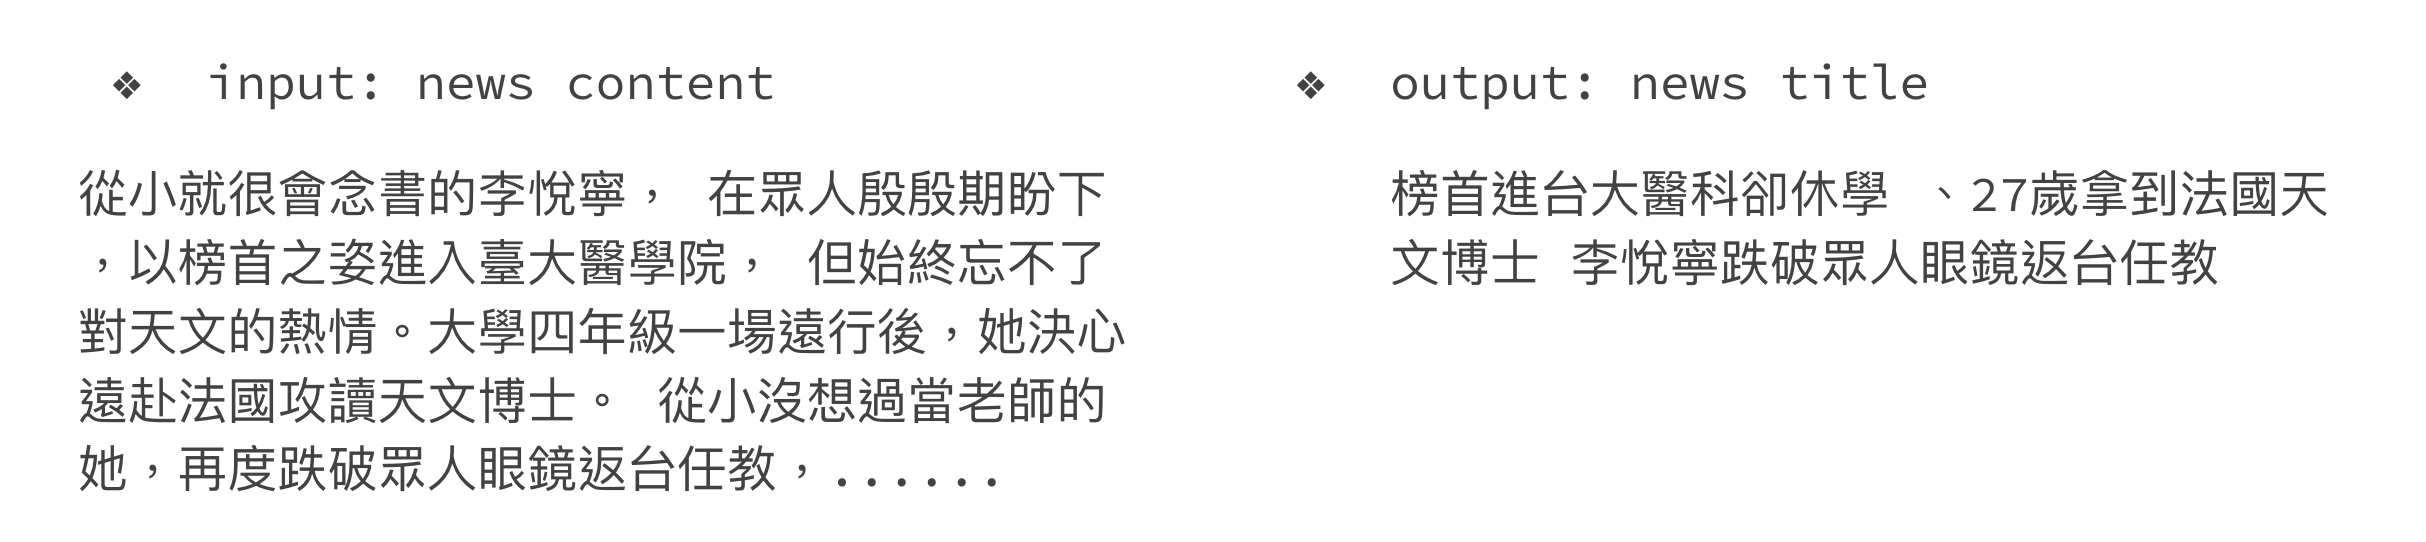 ❖ input: news content
從小就很會念書的李悅寧， 在眾人殷殷期盼下
，以榜首之姿進入臺大醫學院， 但始終忘不了
對天文的熱情。大學四年級一場遠行後，她決心
遠赴法國攻讀天文博士。 從小沒想過當老師的
她，再度跌破眾人眼鏡返台任教，......
❖ output: news title
榜首進台大醫科卻休學 、27歲拿到法國天
文博士 李悅寧跌破眾人眼鏡返台任教